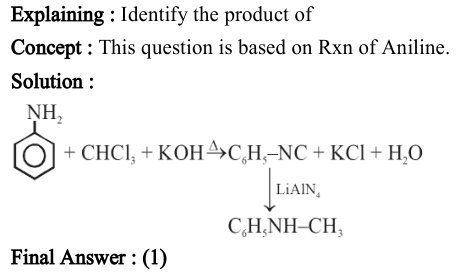 Explaining : Identify the product of
Concept : This question is based on Rxn of Aniline.
Solution :
NH₂
+ CHCl₃ + KOH →Δ C₆H₅–NC + KCl + H₂O
LiAlN₄
C₆H₅NH–CH₃
Final Answer : (1)